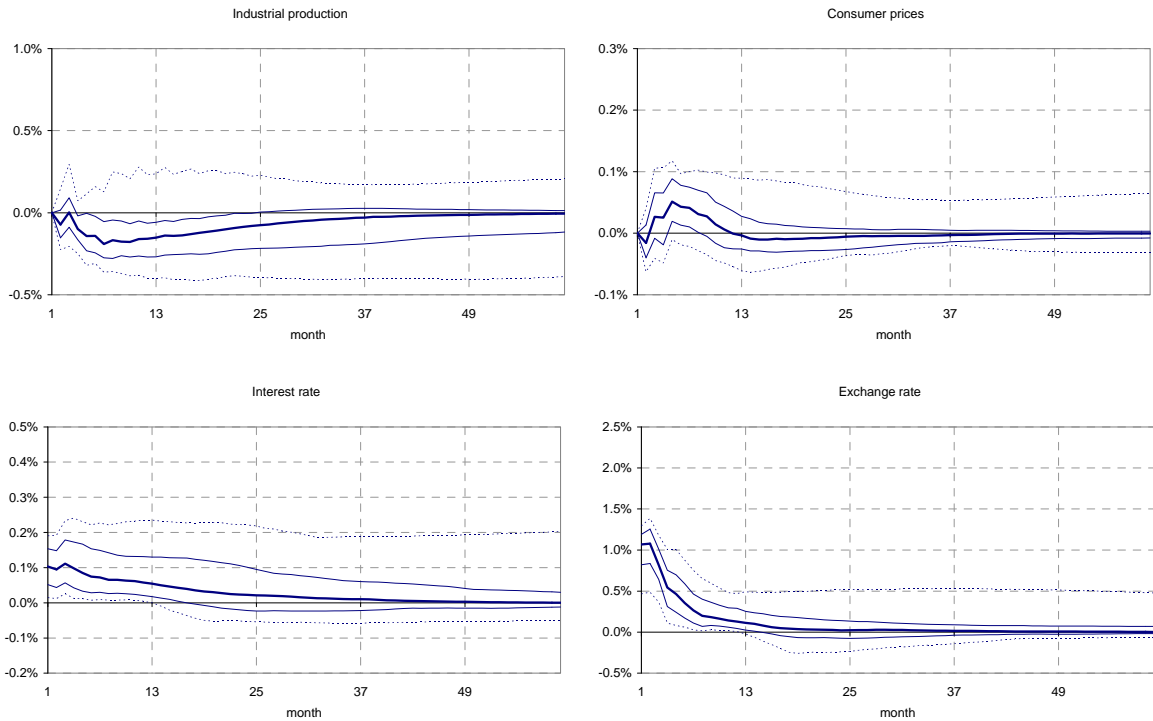 Industrial production
1.0%
0.5%
0.0%
-0.5%
1 13 25 37 49
month
Consumer prices
0.3%
0.2%
0.1%
0.0%
-0.1%
1 13 25 37 49
month
Interest rate
0.5%
0.4%
0.3%
0.2%
0.1%
0.0%
-0.1%
-0.2%
1 13 25 37 49
month
Exchange rate
2.5%
2.0%
1.5%
1.0%
0.5%
0.0%
-0.5%
1 13 25 37 49
month